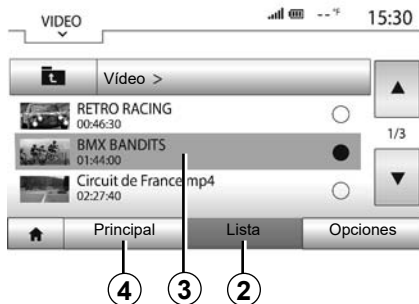 VIDEO
--°F 15:30
Vídeo >
RETRO RACING
00:46:30
BMX BANDITS
01:44:00
1/3
Circuit de France mp4
02:27:40
Principal Lista Opciones
4 3 2